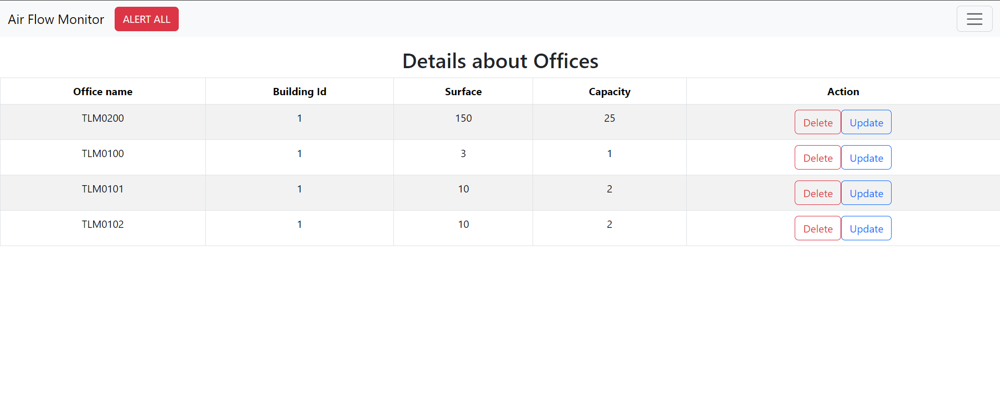 Air Flow Monitor ALERT ALL
Details about Offices
Office name Building Id Surface Capacity Action
TLM0200 1 150 25 Delete Update
TLM0100 1 3 1 Delete Update
TLM0101 1 10 2 Delete Update
TLM0102 1 10 2 Delete Update